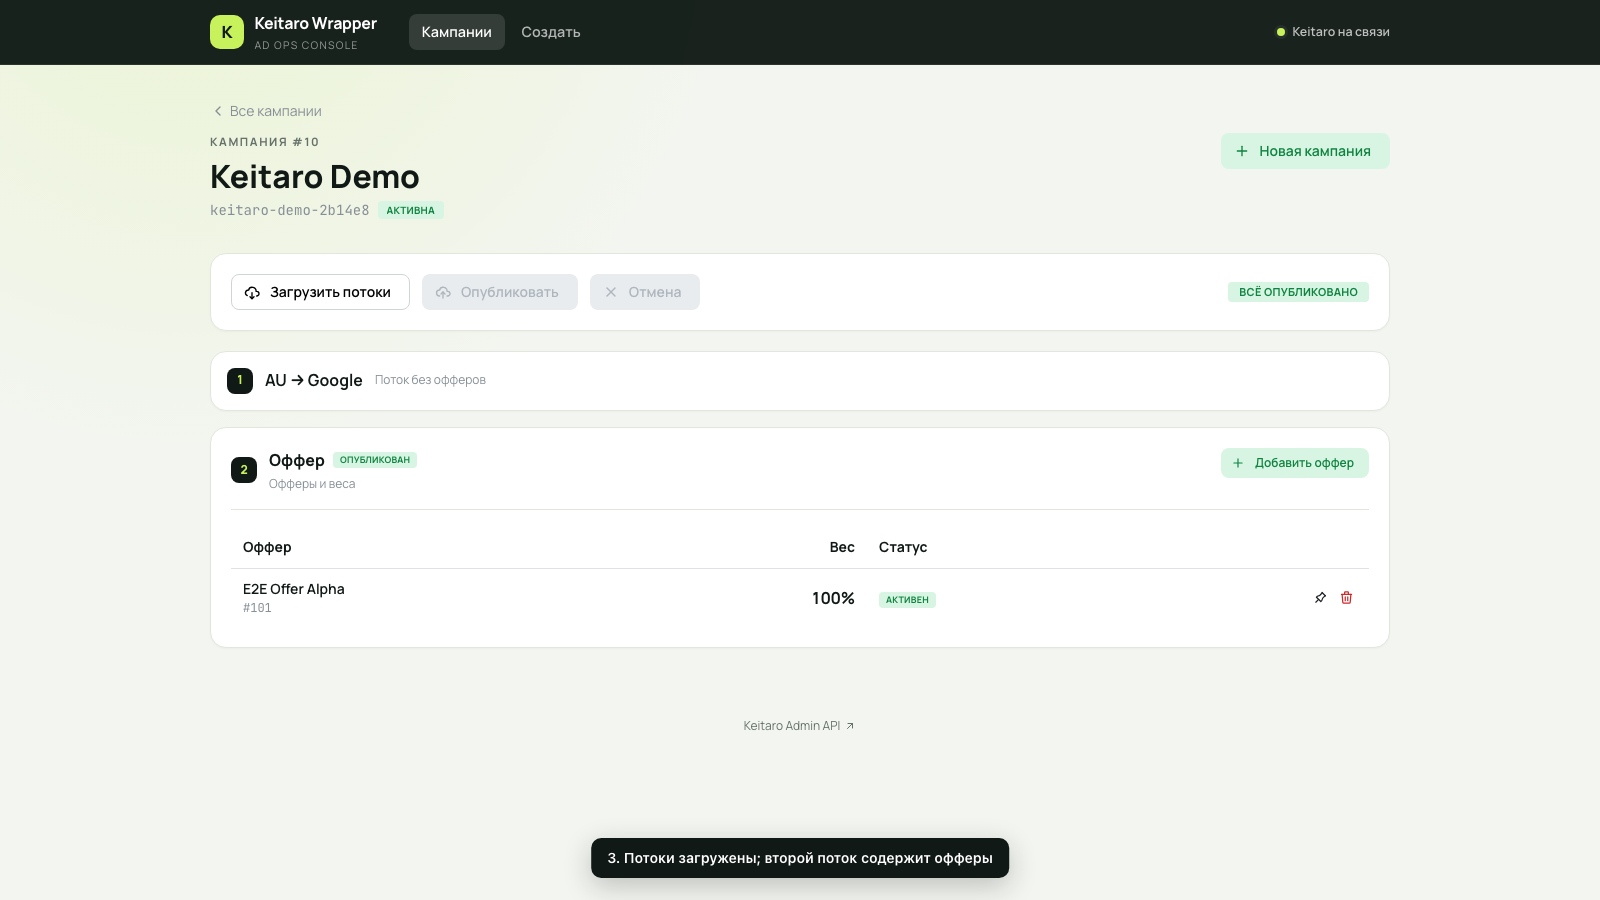 K
Keitaro Wrapper
AD OPS CONSOLE
Кампании
Создать
Keitaro на связи
Все кампании
КАМПАНИЯ #10
Keitaro Demo
keitaro-demo-2b14e8
АКТИВНА
Новая кампания
Загрузить потоки
Опубликовать
Отмена
ВСЁ ОПУБЛИКОВАНО
1
AU → Google
Поток без офферов
2
Оффер
ОПУБЛИКОВАН
Офферы и веса
Добавить оффер
Оффер
Вес
Статус
E2E Offer Alpha
#101
100%
АКТИВЕН
Keitaro Admin API ↗
3. Потоки загружены; второй поток содержит офферы